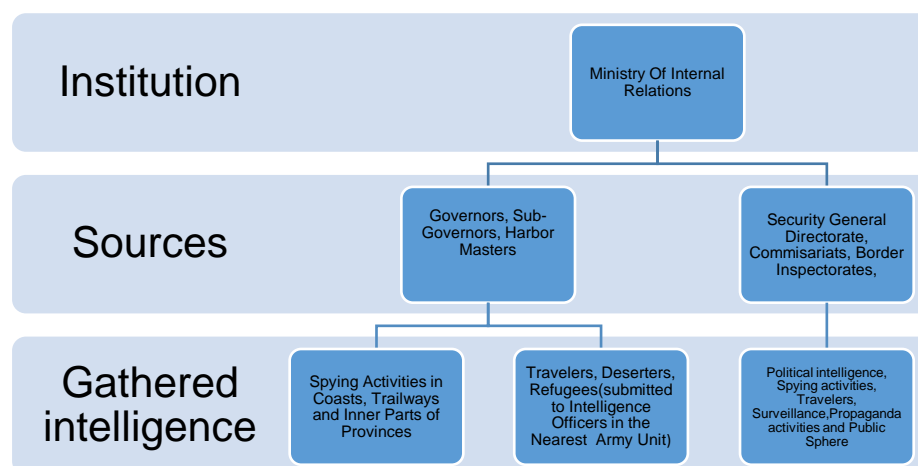 Institution
Ministry Of Internal
Relations
Sources
Governors, Sub-
Governors, Harbor
Masters
Security General
Directorate,
Commisariats, Border
Inspectorates,
Gathered
intelligence
Spying Activities in
Coasts, Trailways
and Inner Parts of
Provinces
Travelers, Deserters,
Refugees(submitted
to Intelligence
Officers in the
Nearest Army Unit)
Political intelligence,
Spying activities,
Travelers,
Surveillance,Propaganda
activities and Public
Sphere